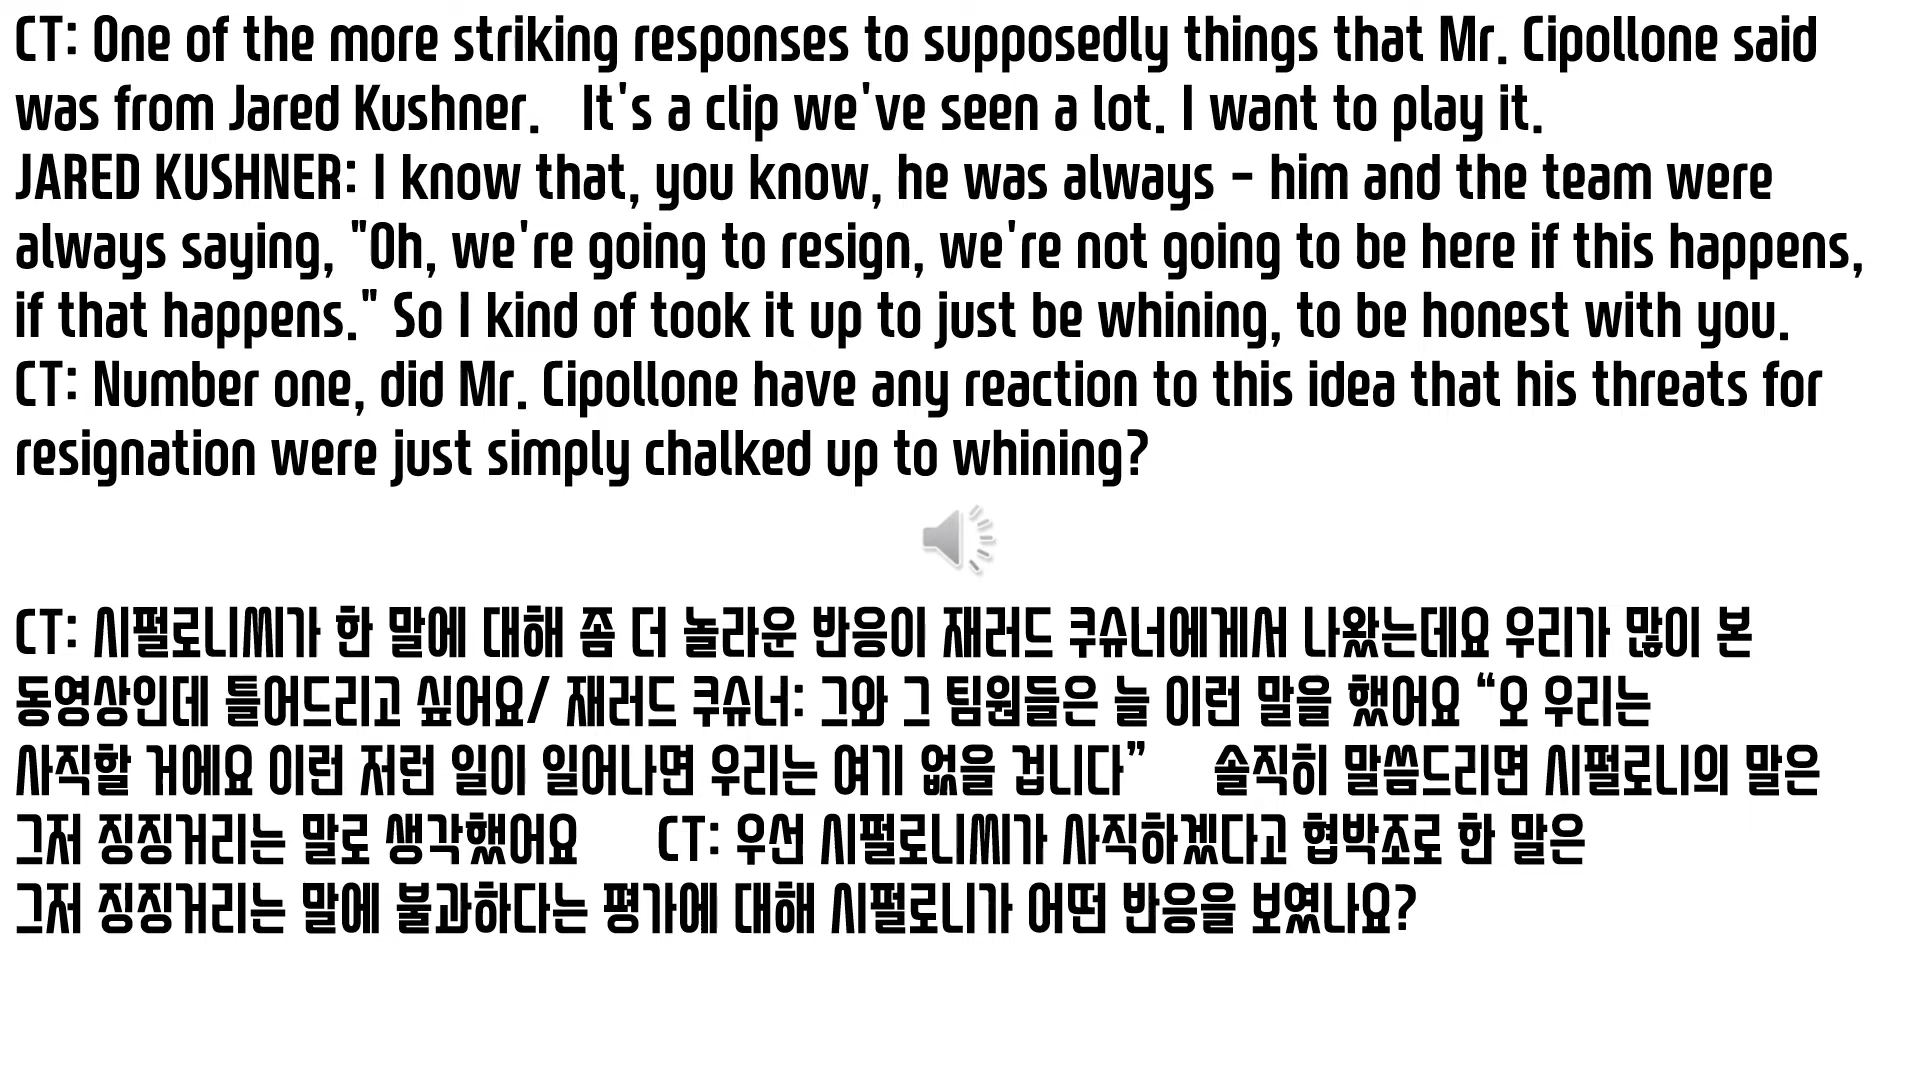 CT: One of the more striking responses to supposedly things that Mr. Cipollone said
was from Jared Kushner.   It's a clip we've seen a lot. I want to play it.
JARED KUSHNER: I know that, you know, he was always - him and the team were
always saying, "Oh, we're going to resign, we're not going to be here if this happens,
if that happens." So I kind of took it up to just be whining, to be honest with you.
CT: Number one, did Mr. Cipollone have any reaction to this idea that his threats for
resignation were just simply chalked up to whining?
CT: 시펄로니씨가 한 말에 대해 좀 더 놀라운 반응이 재러드 쿠슈너에게서 나왔는데요 우리가 많이 본
동영상인데 틀어드리고 싶어요/ 재러드 쿠슈너: 그와 그 팀원들은 늘 이런 말을 했어요 “오 우리는
사직할 거에요 이런 저런 일이 일어나면 우리는 여기 없을 겁니다”    솔직히 말씀드리면 시펄로니의 말은
그저 징징거리는 말로 생각했어요     CT: 우선 시펄로니씨가 사직하겠다고 협박조로 한 말은
그저 징징거리는 말에 불과하다는 평가에 대해 시펄로니가 어떤 반응을 보였나요?